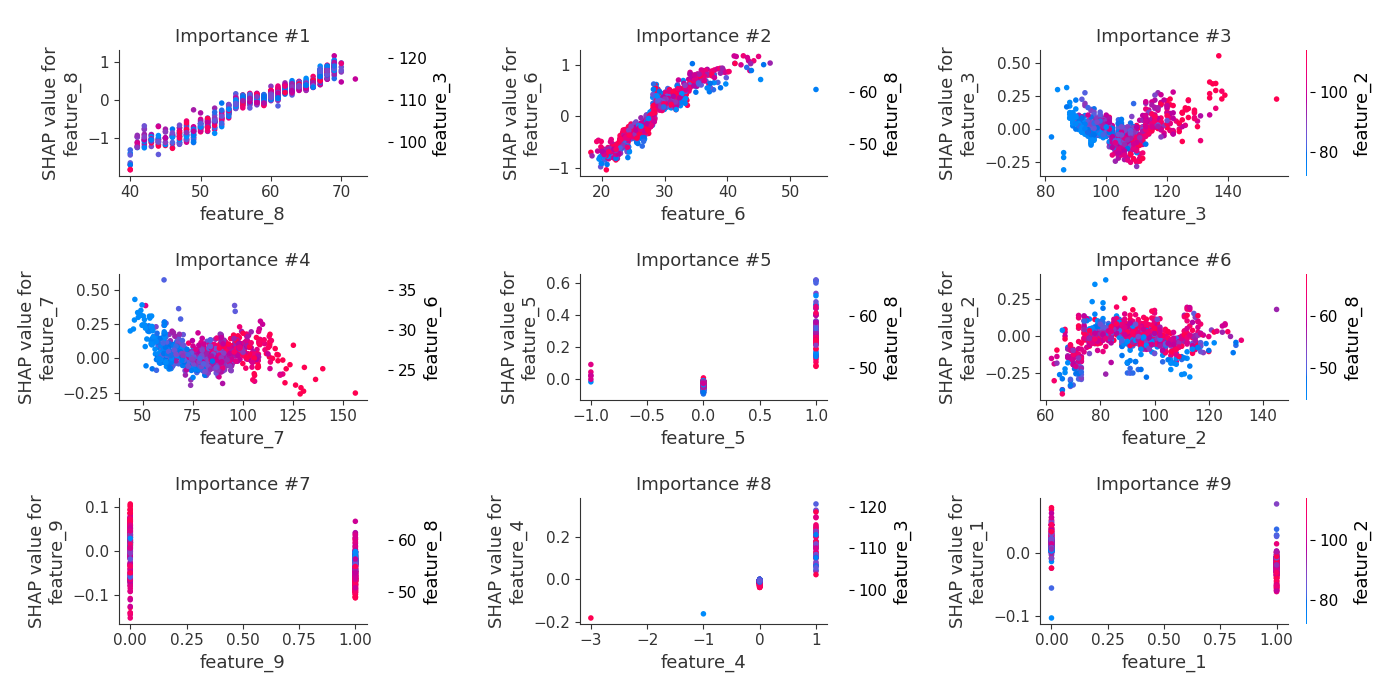 Importance #1
SHAP value for
feature_8
1
0
−1
40
50
60
70
feature_8
120
110
100
feature_3
Importance #2
SHAP value for
feature_6
1
0
−1
20
30
40
50
feature_6
60
50
feature_8
Importance #3
SHAP value for
feature_3
0.50
0.25
0.00
−0.25
80
100
120
140
feature_3
100
80
feature_2
Importance #4
SHAP value for
feature_7
0.50
0.25
0.00
−0.25
50
75
100
125
150
feature_7
35
30
25
feature_6
Importance #5
SHAP value for
feature_5
0.6
0.4
0.2
0.0
−1.0
−0.5
0.0
0.5
1.0
feature_5
60
50
feature_8
Importance #6
SHAP value for
feature_2
0.25
0.00
−0.25
60
80
100
120
140
feature_2
60
50
feature_8
Importance #7
SHAP value for
feature_9
0.1
0.0
−0.1
0.00
0.25
0.50
0.75
1.00
feature_9
60
50
feature_8
Importance #8
SHAP value for
feature_4
0.2
0.0
−0.2
−3
−2
−1
0
1
feature_4
120
110
100
feature_3
Importance #9
SHAP value for
feature_1
0.0
−0.1
0.00
0.25
0.50
0.75
1.00
feature_1
100
80
feature_2